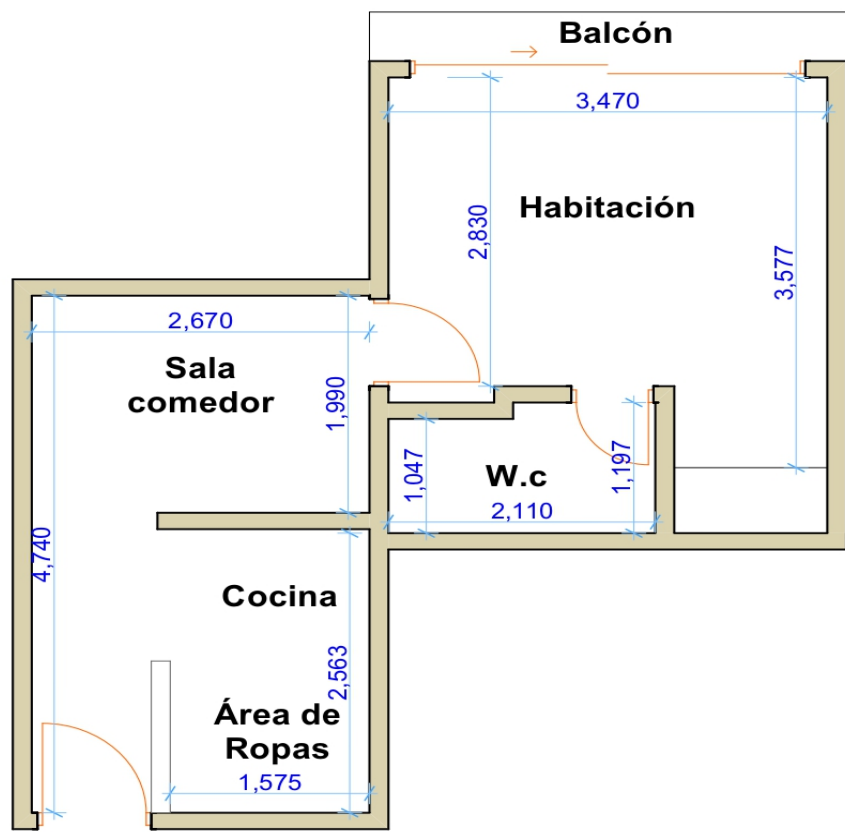 Balcón
3,470
Habitación
2,830
3,577
2,670
Sala
comedor
1,990
1,047
W.c
1,197
2,110
4,740
Cocina
2,563
Área de
Ropas
1,575